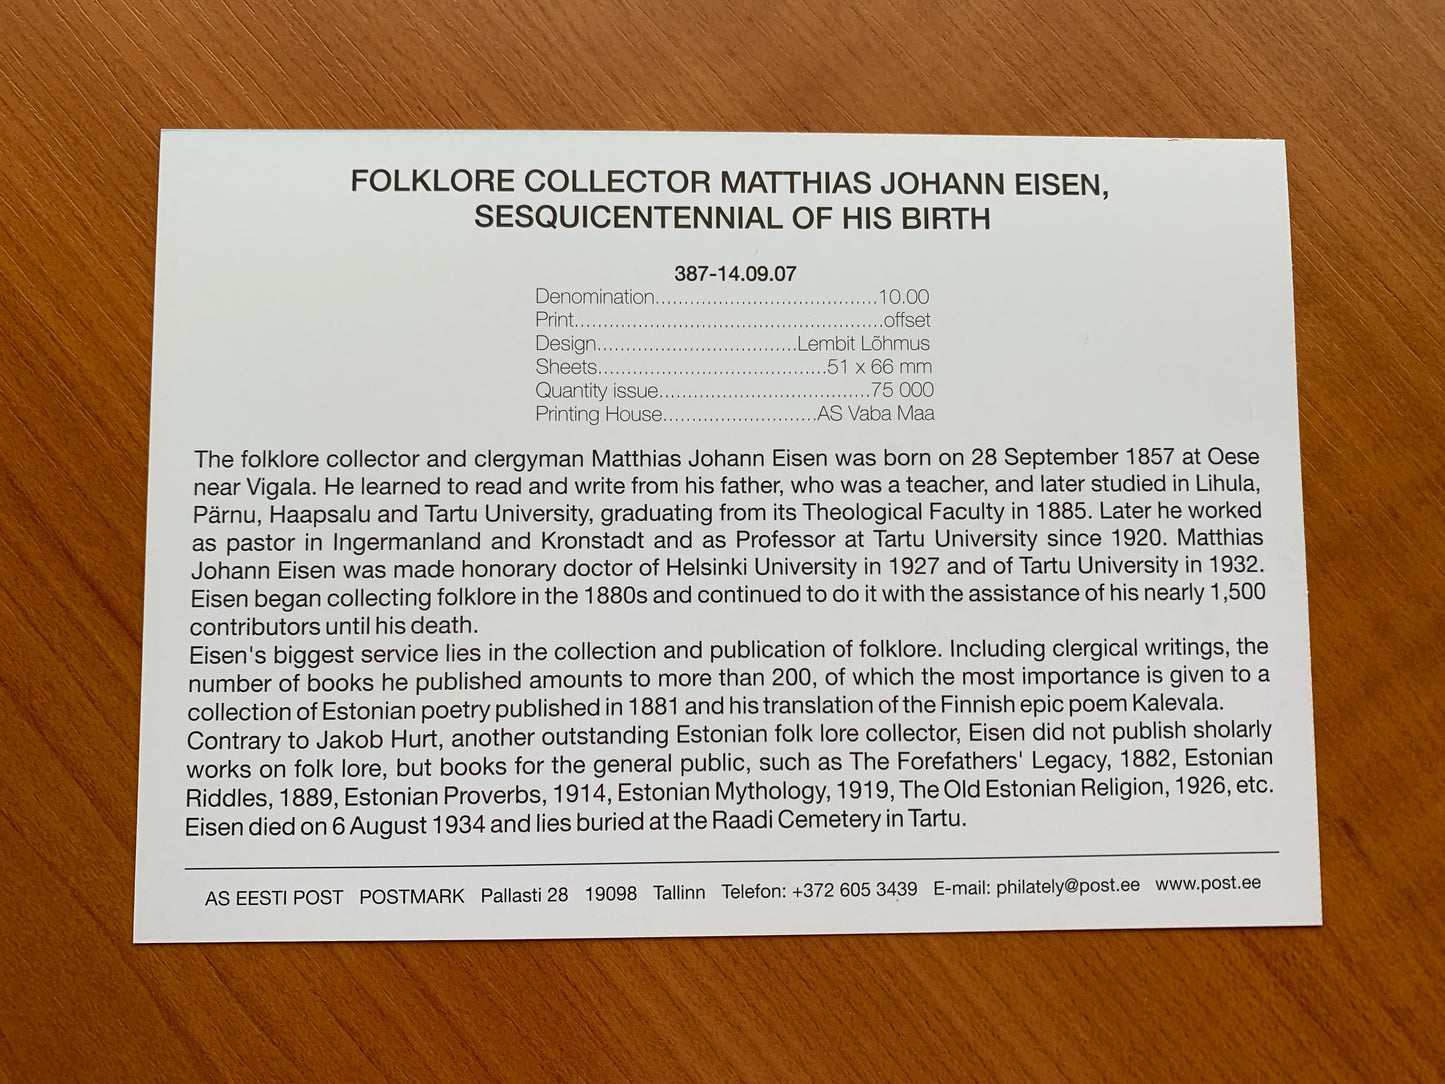 FOLKLORE COLLECTOR MATTHIAS JOHANN EISEN,
SESQUICENTENNIAL OF HIS BIRTH
387-14.09.07
Denomination......................................10.00
Print.....................................................offset
Design..................................Lembit Lõhmus
Sheets.......................................51 x 66 mm
Quantity issue....................................75 000
Printing House..........................AS Vaba Maa
The folklore collector and clergyman Matthias Johann Eisen was born on 28 September 1857 at Oese
near Vigala. He learned to read and write from his father, who was a teacher, and later studied in Lihula,
Pärnu, Haapsalu and Tartu University, graduating from its Theological Faculty in 1885. Later he worked
as pastor in Ingermanland and Kronstadt and as Professor at Tartu University since 1920. Matthias
Johann Eisen was made honorary doctor of Helsinki University in 1927 and of Tartu University in 1932.
Eisen began collecting folklore in the 1880s and continued to do it with the assistance of his nearly 1,500
contributors until his death.
Eisen's biggest service lies in the collection and publication of folklore. Including clergical writings, the
number of books he published amounts to more than 200, of which the most importance is given to a
collection of Estonian poetry published in 1881 and his translation of the Finnish epic poem Kalevala.
Contrary to Jakob Hurt, another outstanding Estonian folk lore collector, Eisen did not publish sholarly
works on folk lore, but books for the general public, such as The Forefathers' Legacy, 1882, Estonian
Riddles, 1889, Estonian Proverbs, 1914, Estonian Mythology, 1919, The Old Estonian Religion, 1926, etc.
Eisen died on 6 August 1934 and lies buried at the Raadi Cemetery in Tartu.
AS EESTI POST POSTMARK Pallasti 28 19098 Tallinn Telefon: +372 605 3439 E-mail: philately@post.ee www.post.ee